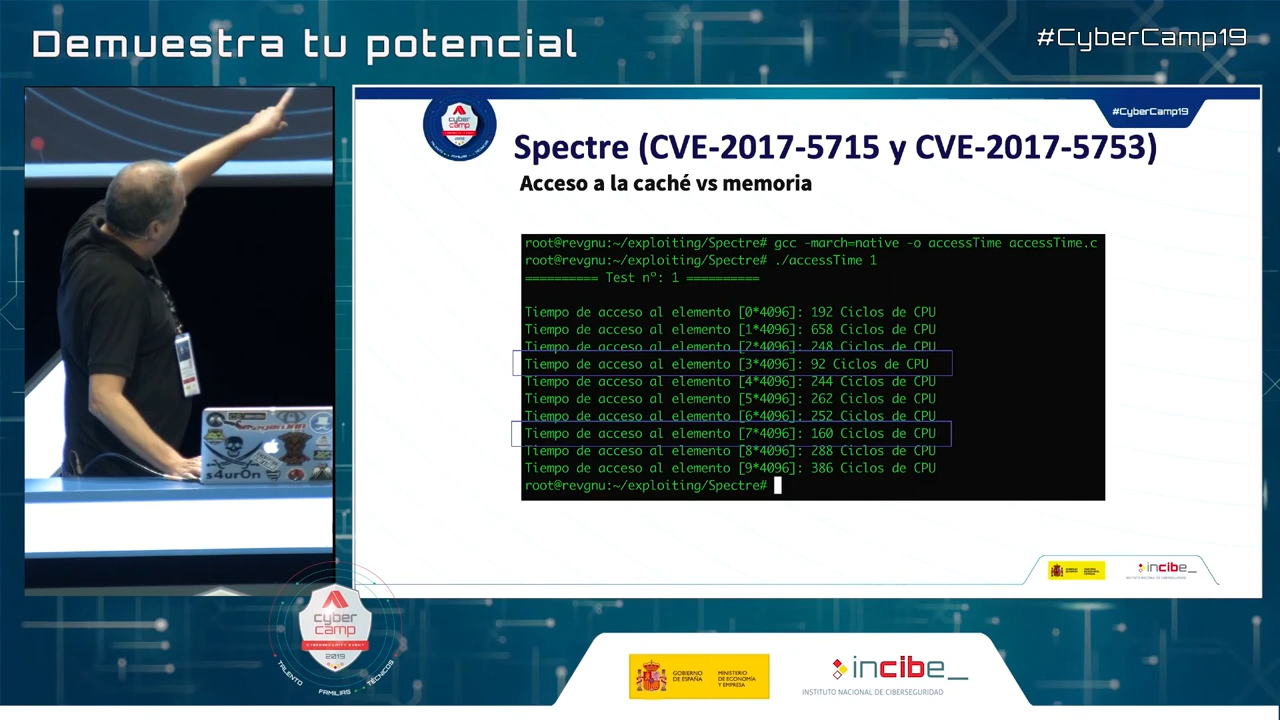 Demuestra tu potencial
#CyberCamp19
#CyberCamp19
cyber
camp
Spectre (CVE-2017-5715 y CVE-2017-5753)
Acceso a la caché vs memoria
root@revgnu:~/exploiting/Spectre# gcc -march=native -o accessTime accessTime.c
root@revgnu:~/exploiting/Spectre# ./accessTime 1
========== Test nº: 1 ==========
Tiempo de acceso al elemento [0*4096]: 192 Ciclos de CPU
Tiempo de acceso al elemento [1*4096]: 658 Ciclos de CPU
Tiempo de acceso al elemento [2*4096]: 248 Ciclos de CPU
Tiempo de acceso al elemento [3*4096]: 92 Ciclos de CPU
Tiempo de acceso al elemento [4*4096]: 244 Ciclos de CPU
Tiempo de acceso al elemento [5*4096]: 262 Ciclos de CPU
Tiempo de acceso al elemento [6*4096]: 252 Ciclos de CPU
Tiempo de acceso al elemento [7*4096]: 160 Ciclos de CPU
Tiempo de acceso al elemento [8*4096]: 288 Ciclos de CPU
Tiempo de acceso al elemento [9*4096]: 386 Ciclos de CPU
root@revgnu:~/exploiting/Spectre#
s4ur0n
incibe_
cyber
camp
CYBERSECURITY EVENT
2019
TALENTO FAMILIAS TÉCNICOS
GOBIERNO
DE ESPAÑA
MINISTERIO
DE ECONOMÍA
Y EMPRESA
incibe_
INSTITUTO NACIONAL DE CIBERSEGURIDAD